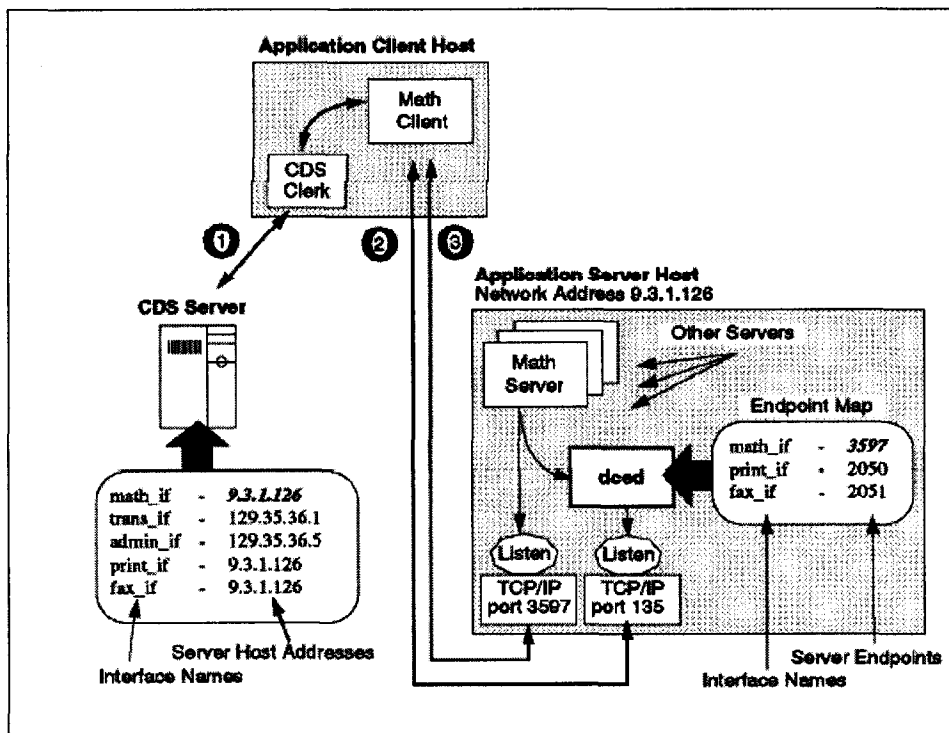 Application Client Host
Math
Client
CDS
Clerk
1
2
3
CDS Server
math_if - 9.3.1.126
trans_if - 129.35.36.1
admin_if - 129.35.36.5
print_if - 9.3.1.126
fax_if - 9.3.1.126
Server Host Addresses
Interface Names
Application Server Host
Network Address 9.3.1.126
Other Servers
Math
Server
Endpoint Map
math_if - 3597
print_if - 2050
fax_if - 2051
dced
Listen
Listen
TCP/IP
port 3597
TCP/IP
port 135
Server Endpoints
Interface Names